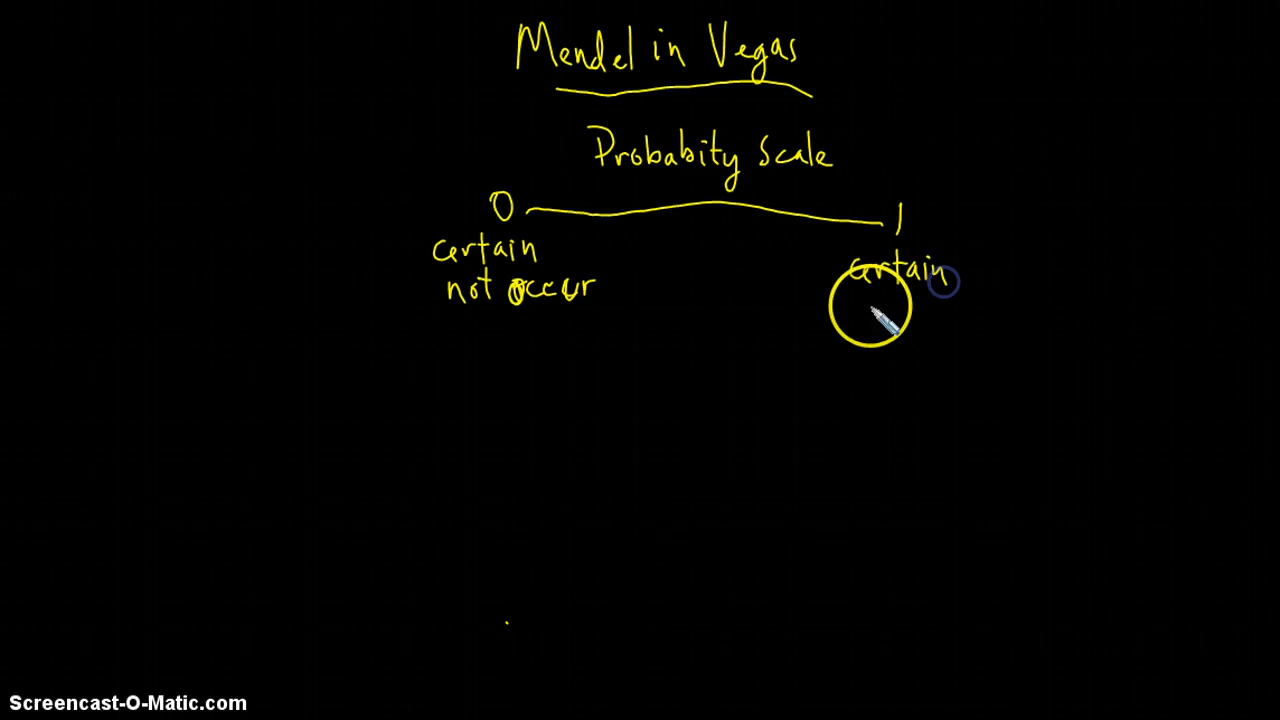 Mendel in Vegas
Probabity Scale
0 1
certain certain
not occur
Screencast-O-Matic.com